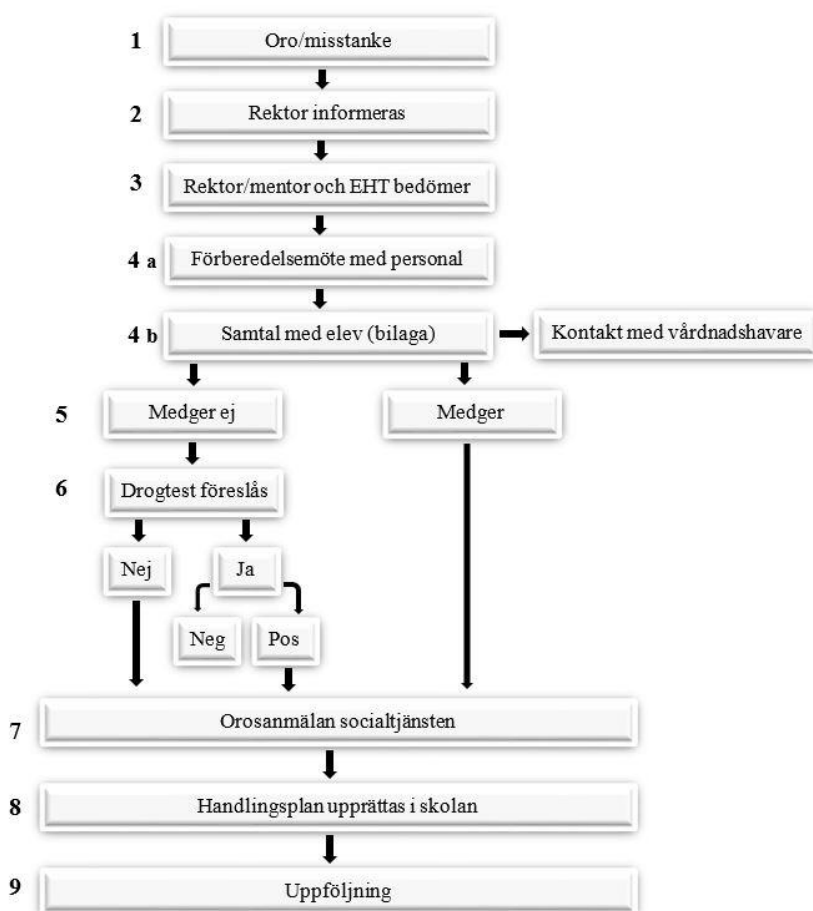 1 Oro/misstanke
2 Rektor informeras
3 Rektor/mentor och EHT bedömer
4 a Förberedelsemöte med personal
4 b Samtal med elev (bilaga) Kontakt med vårdnadshavare
5 Medger ej Medger
6 Drogtest föreslås
Nej Ja
Neg Pos
7 Orosanmälan socialtjänsten
8 Handlingsplan upprättas i skolan
9 Uppföljning